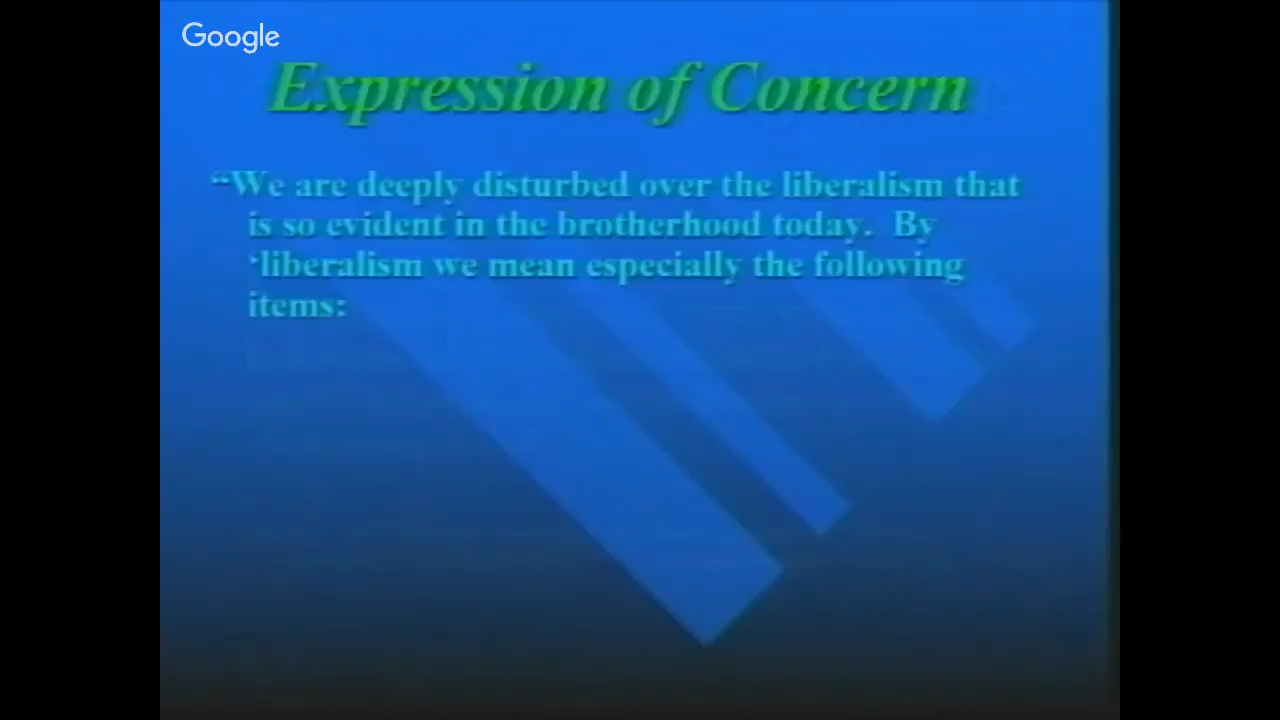 Google
Expression of Concern
“We are deeply disturbed over the liberalism that
is so evident in the brotherhood today.  By
‘liberalism we mean especially the following
items: